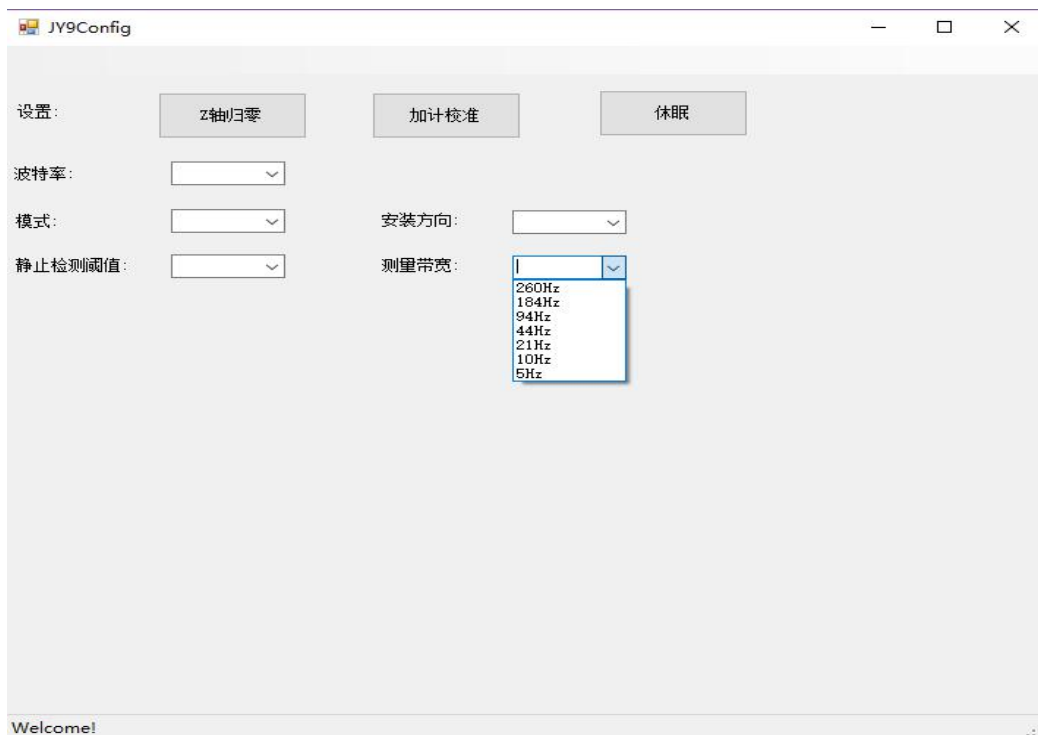 JY9Config
设置:
Z轴归零
加计校准
休眠
波特率:
模式:
安装方向:
静止检测阈值:
测量带宽:
260Hz
184Hz
94Hz
44Hz
21Hz
10Hz
5Hz
Welcome!